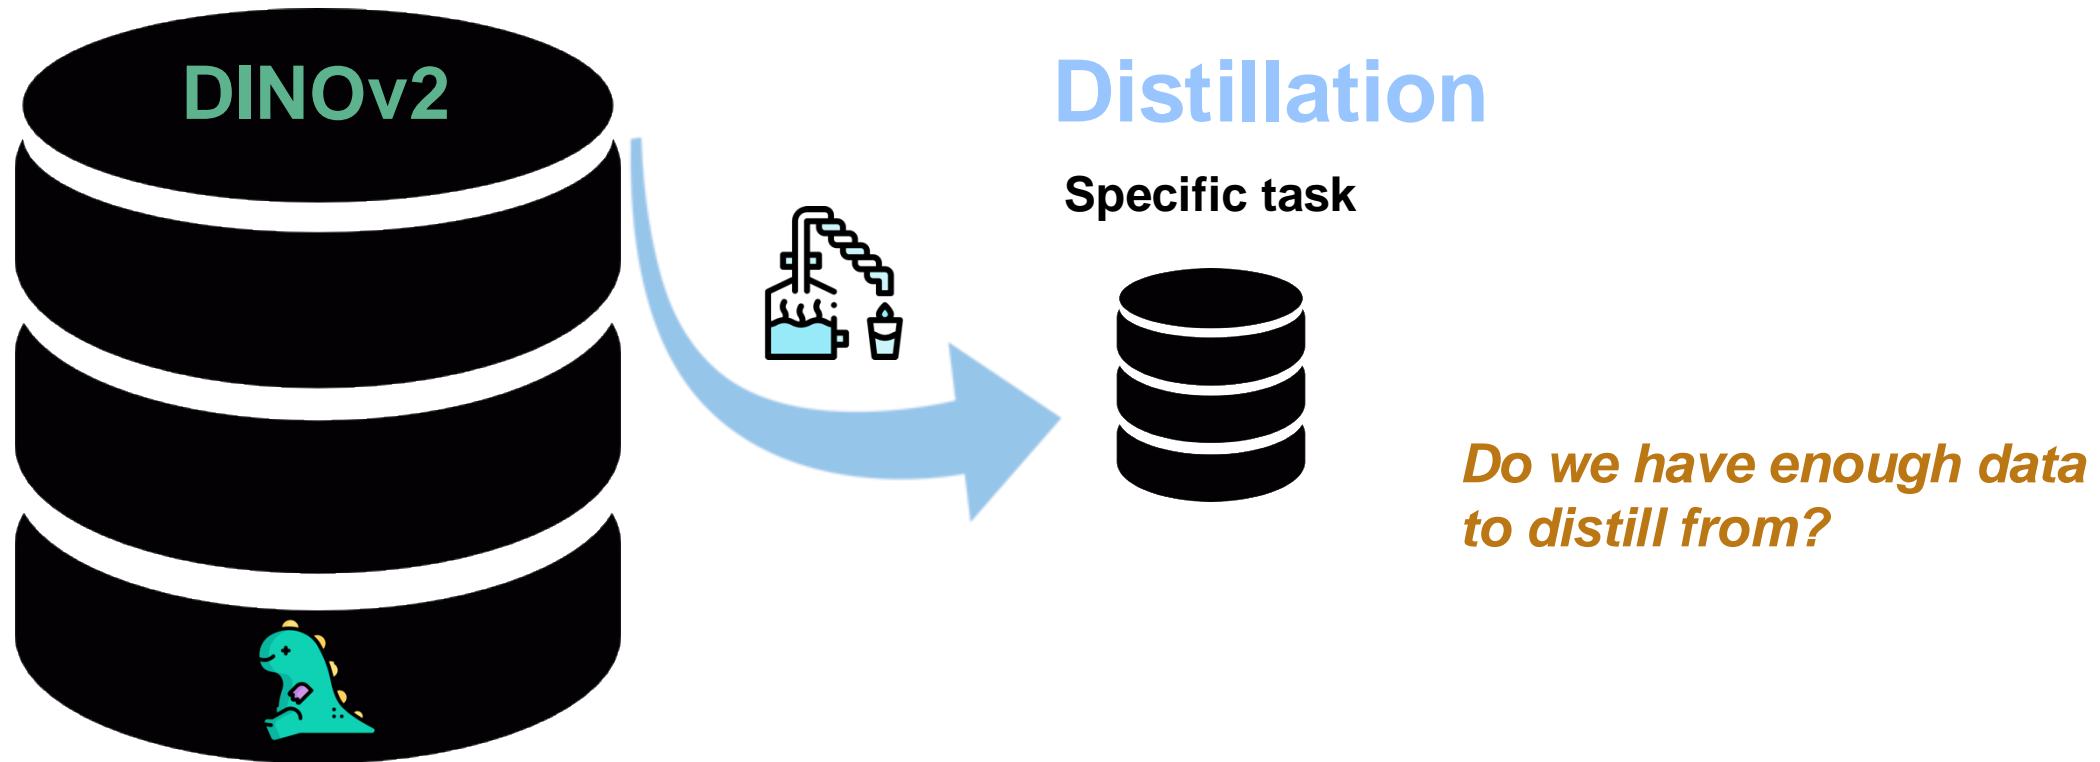 DINOv2
Distillation
Specific task
Do we have enough data
to distill from?